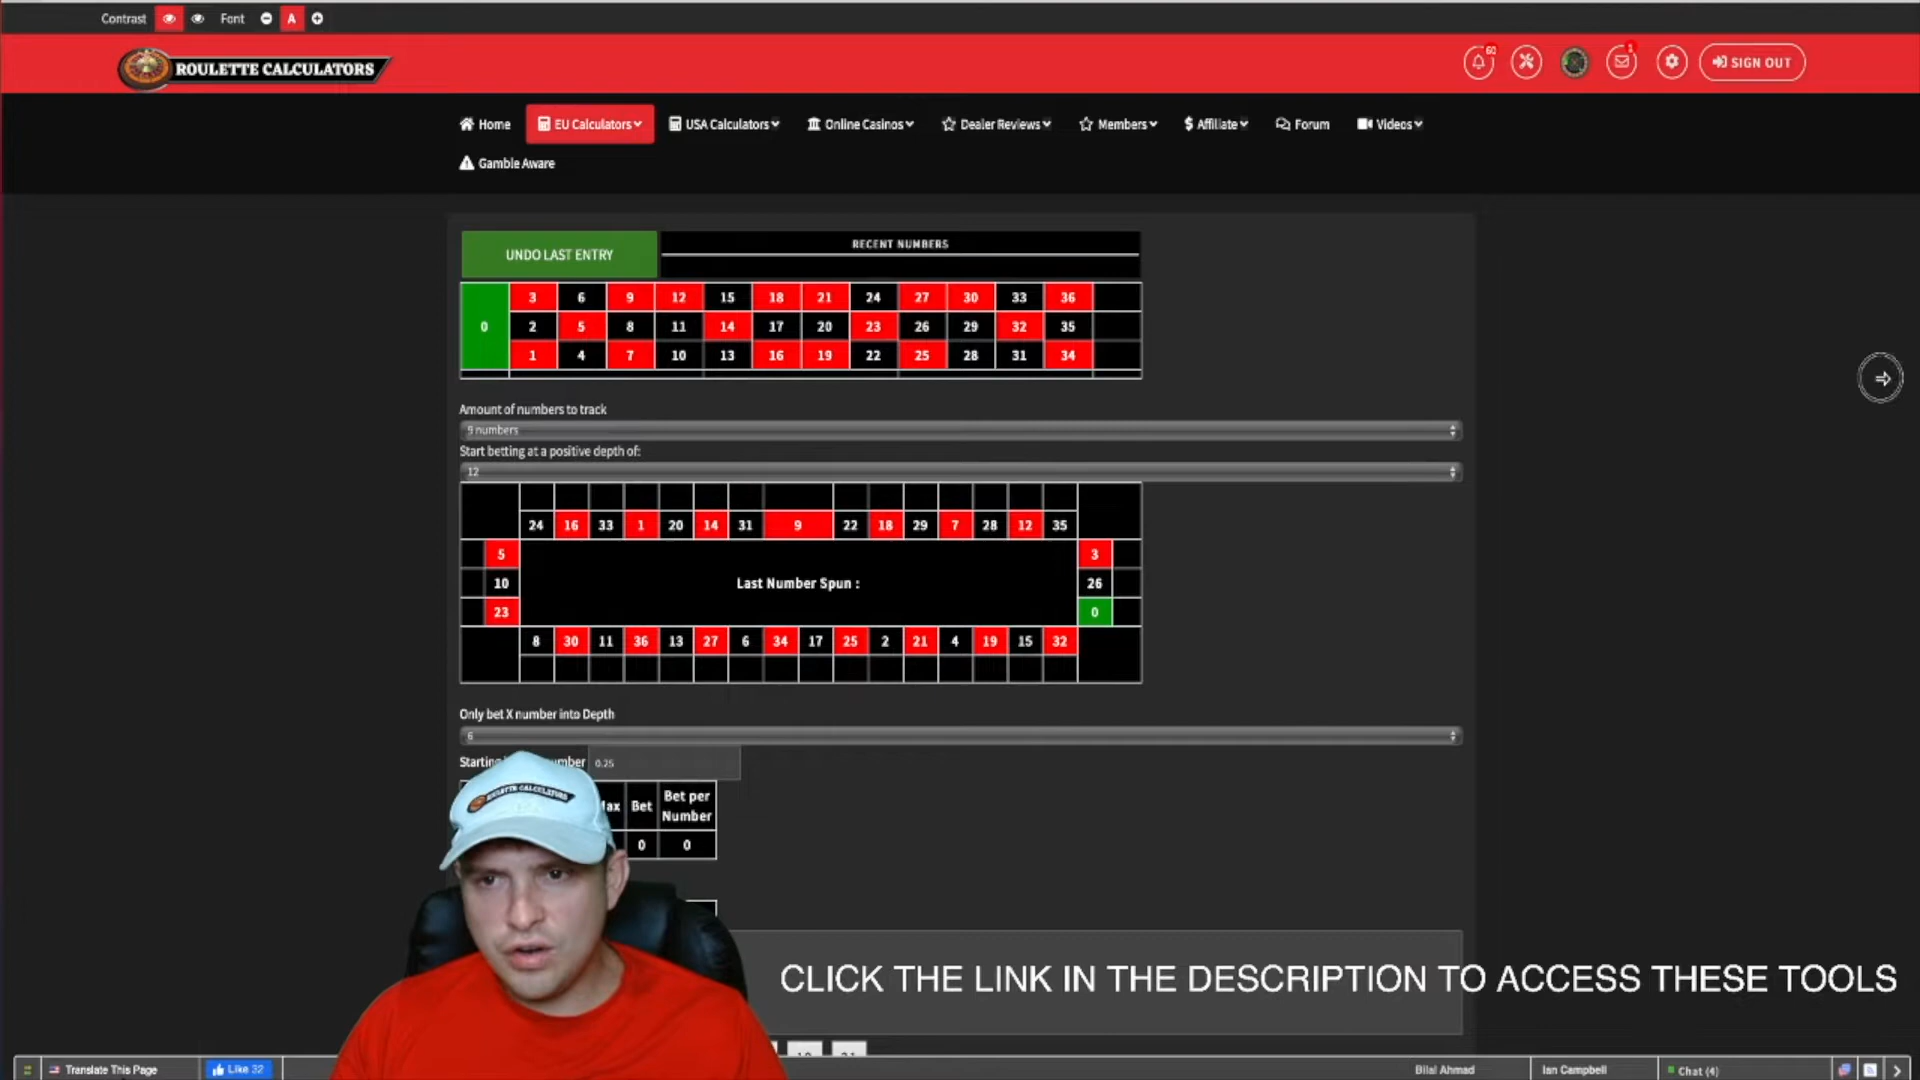 Contrast Font A
ROULETTE CALCULATORS
60
1
SIGN OUT
Home EU Calculators USA Calculators Online Casinos Dealer Reviews Members Affiliate Forum Videos
Gamble Aware
UNDO LAST ENTRY
RECENT NUMBERS
3 6 9 12 15 18 21 24 27 30 33 36
0 2 5 8 11 14 17 20 23 26 29 32 35
1 4 7 10 13 16 19 22 25 28 31 34
Amount of numbers to track
9 numbers
Start betting at a positive depth of:
12
24 16 33 1 20 14 31 9 22 18 29 7 28 12 35
5 3
10 Last Number Spun : 26
23 0
8 30 11 36 13 27 6 34 17 25 2 21 4 19 15 32
Only bet X number into Depth
6
0.25
Bet Bet per Number
0 0
ROULETTE CALCULATORS
CLICK THE LINK IN THE DESCRIPTION TO ACCESS THESE TOOLS
Translate This Page Like 32 Bilal Ahmad Ian Campbell Chat (4)